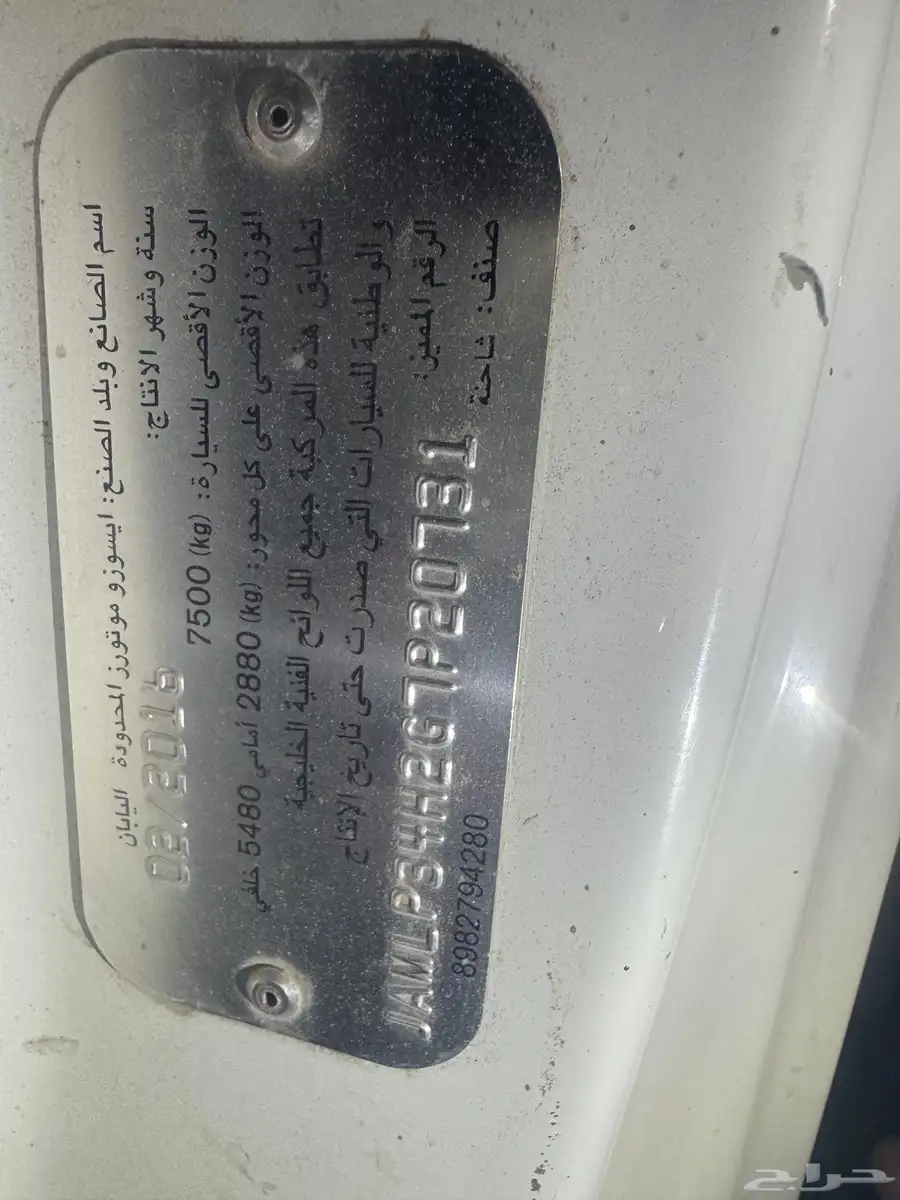 اسم الصانع وبلد الصنع: ايسوزو موتورز المحدودة اليابان
سنة وشهر الانتاج: 03/2016
الوزن الأقصى للسيارة: (kg) 7500
الوزن الأقصى على كل محور: (kg) 2880 أمامي 5480 خلفي
تطابق هذه المركبة جميع اللوائح الفنية الخليجية
والوطنية للسيارات التي صدرت حتى تاريخ الإنتاج
الرقم المميز: JAMLP34H2G7P20731
صنف: شاحنة 8982794280
حراج